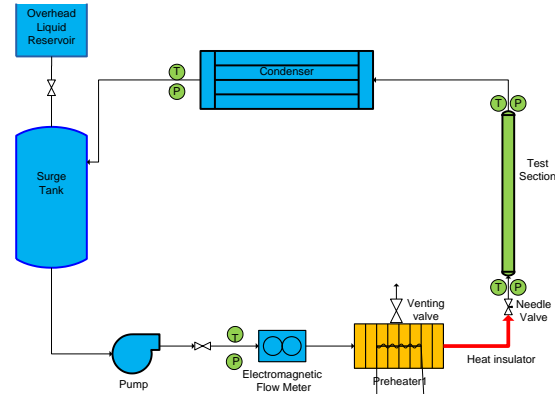 Overhead
Liquid
Reservoir
T
P
Condenser
T
P
Surge
Tank
Test
Section
T
P
Venting
valve
Needle
Valve
T
P
Pump
Electromagnetic
Flow Meter
Preheater1
Heat insulator